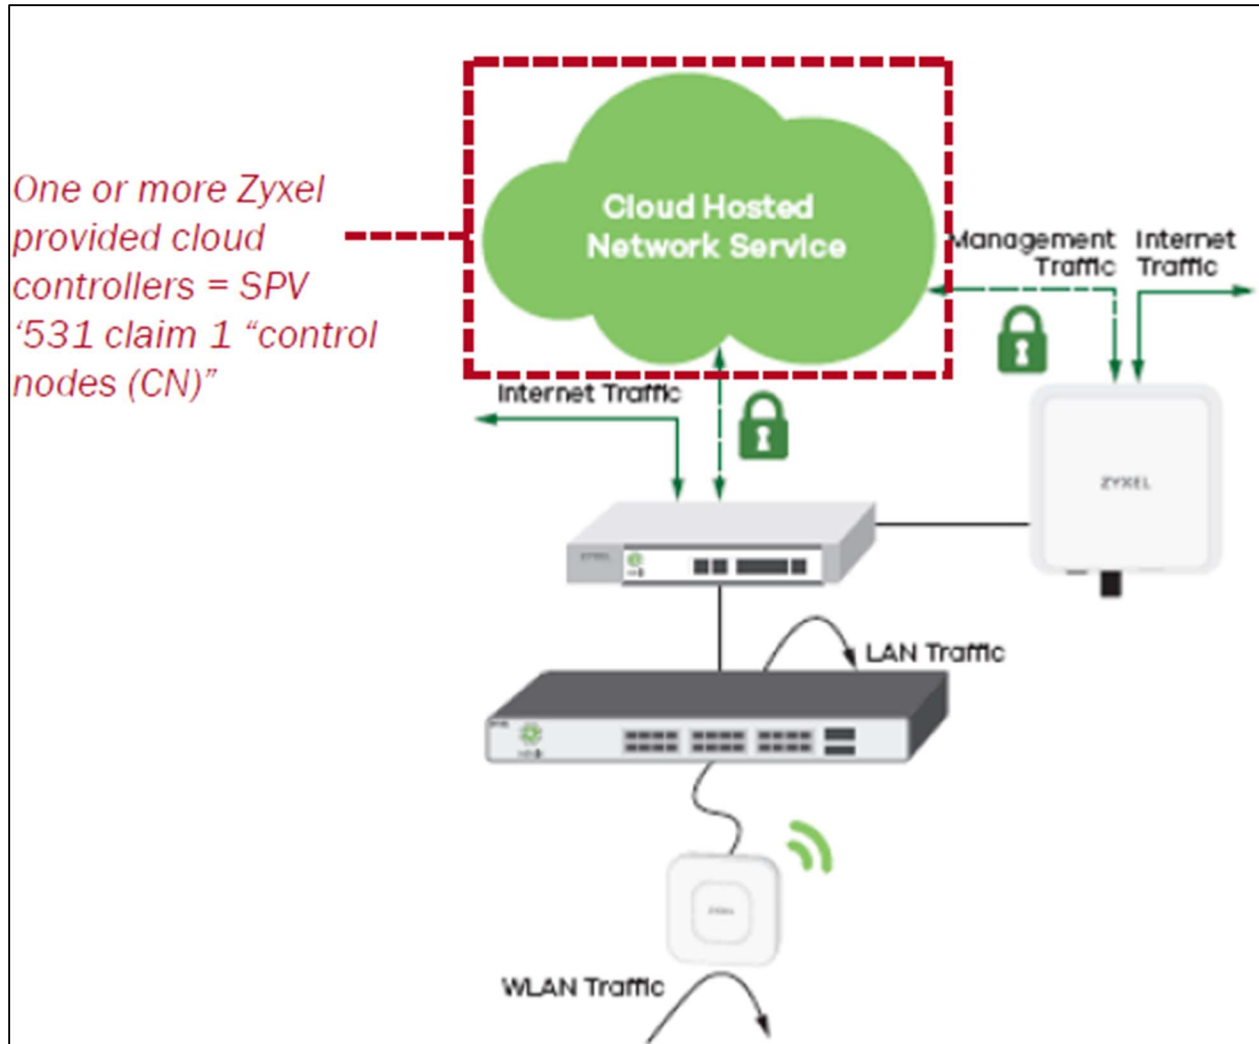 One or more Zyxel
provided cloud
controllers = SPV
‘531 claim 1 “control
nodes (CN)”
Cloud Hosted
Network Service
Management
Traffic
Internet
Traffic
Internet Traffic
ZYXEL
ZYXEL
LAN Traffic
WLAN Traffic